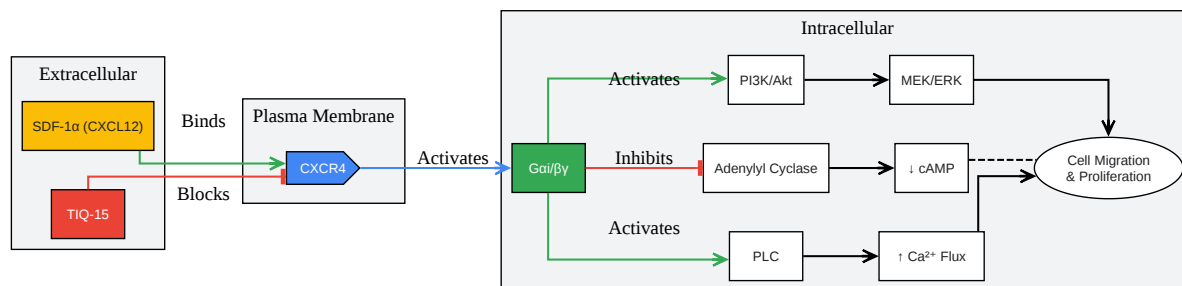 Extracellular
SDF-1α (CXCL12)
TIQ-15
Binds
Blocks
Plasma Membrane
CXCR4
Activates
Intracellular
Gαi/βγ
Activates
PI3K/Akt
MEK/ERK
Inhibits
Adenylyl Cyclase
↓ cAMP
Cell Migration
& Proliferation
Activates
PLC
↑ Ca²⁺ Flux